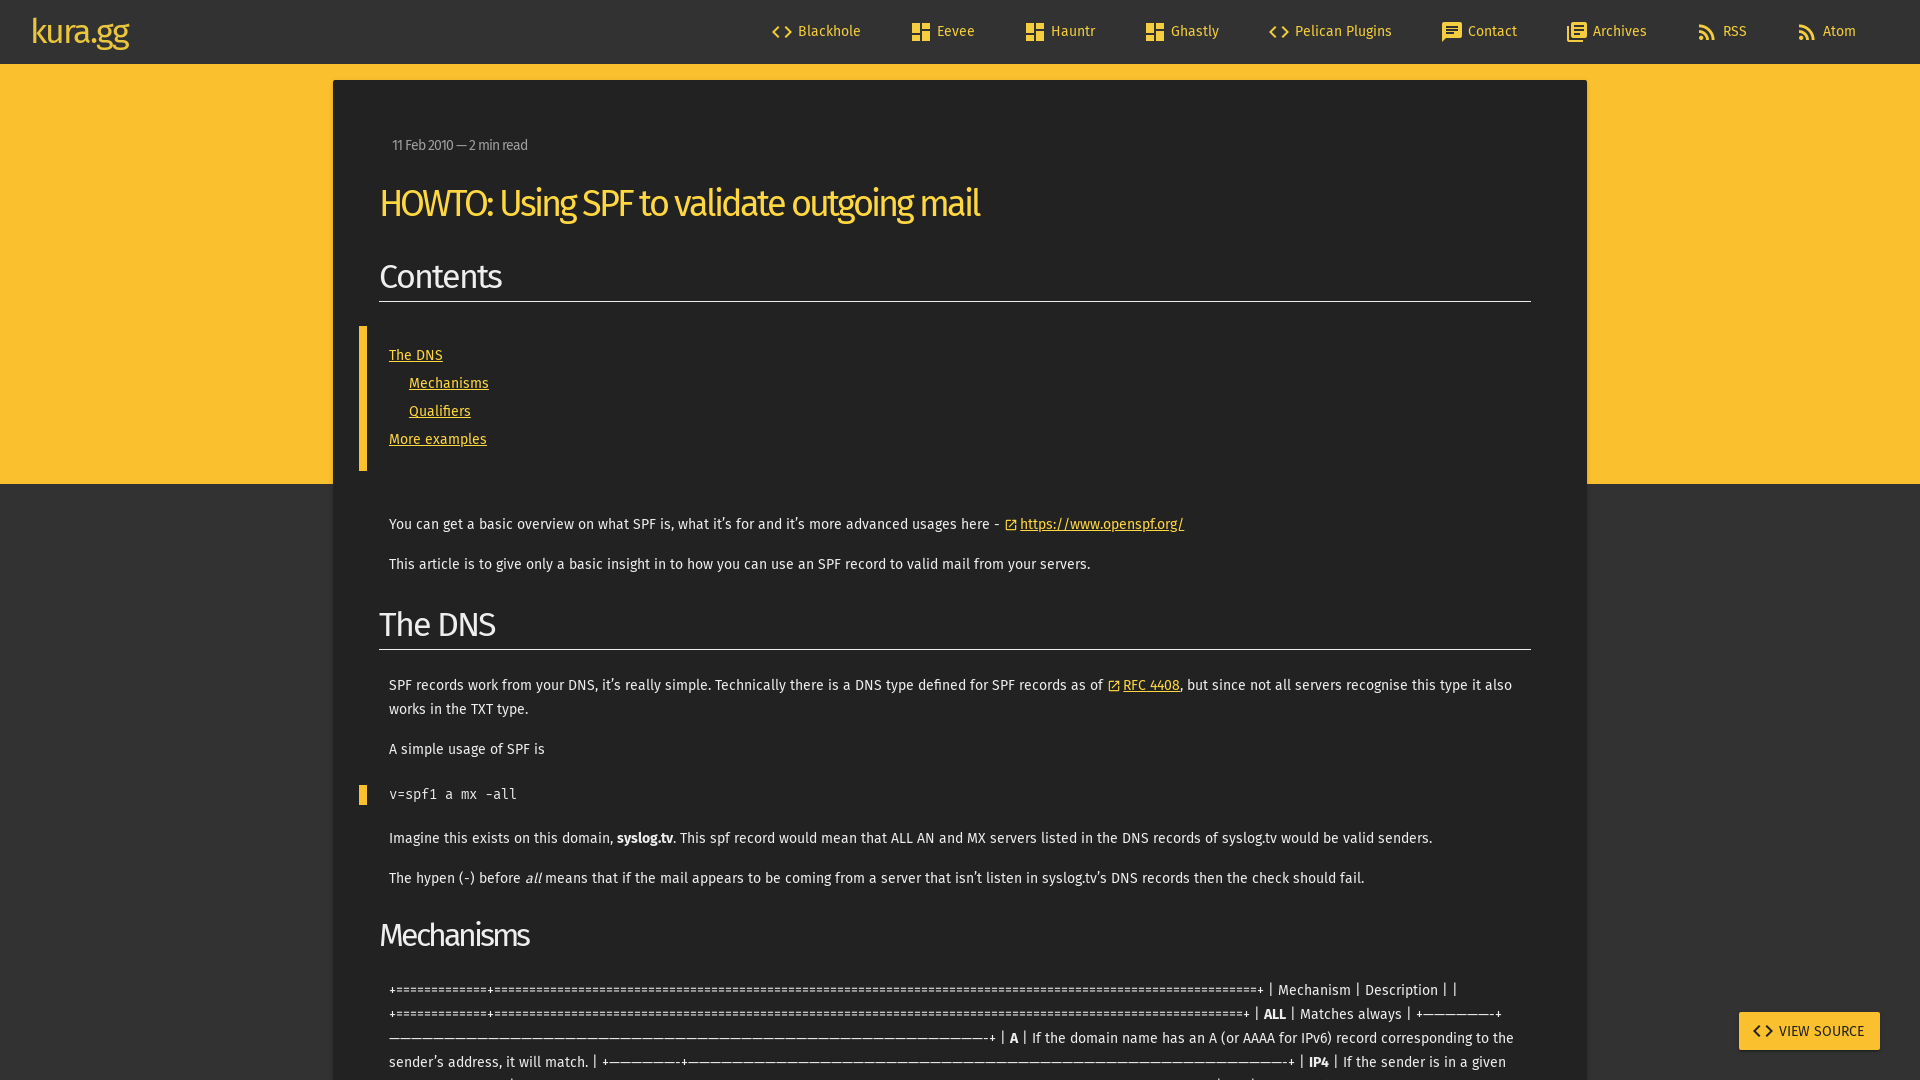 kura.gg
Blackhole
Eevee
Hauntr
Ghastly
Pelican Plugins
Contact
Archives
RSS
Atom
11 Feb 2010 — 2 min read
HOWTO: Using SPF to validate outgoing mail
Contents
The DNS
Mechanisms
Qualifiers
More examples
You can get a basic overview on what SPF is, what it’s for and it’s more advanced usages here - https://www.openspf.org/
This article is to give only a basic insight in to how you can use an SPF record to valid mail from your servers.
The DNS
SPF records work from your DNS, it’s really simple. Technically there is a DNS type defined for SPF records as of RFC 4408, but since not all servers recognise this type it also
works in the TXT type.
A simple usage of SPF is
v=spf1 a mx -all
Imagine this exists on this domain, syslog.tv. This spf record would mean that ALL AN and MX servers listed in the DNS records of syslog.tv would be valid senders.
The hypen (-) before all means that if the mail appears to be coming from a server that isn’t listen in syslog.tv’s DNS records then the check should fail.
Mechanisms
+=============+==============================================================================================================+ | Mechanism | Description | |
+=============+===========================================================================================================+ | ALL | Matches always | +——————-+
——————————————————————————————————————————————————————-+ | A | If the domain name has an A (or AAAA for IPv6) record corresponding to the
sender’s address, it will match. | +——————-+——————————————————————————————————————————————————————-+ | IP4 | If the sender is in a given
VIEW SOURCE